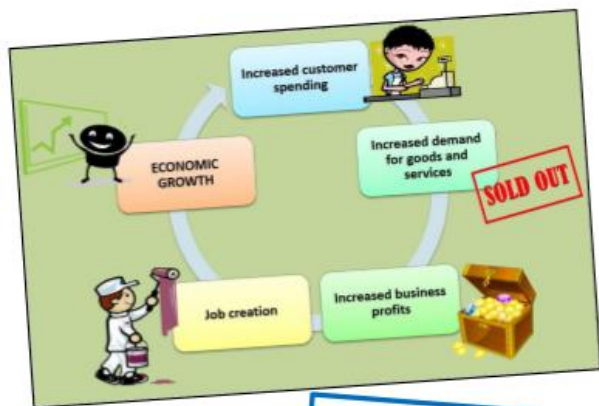 Increased customer
spending
Increased demand
for goods and
services
SOLD OUT
Increased business
profits
Job creation
ECONOMIC
GROWTH